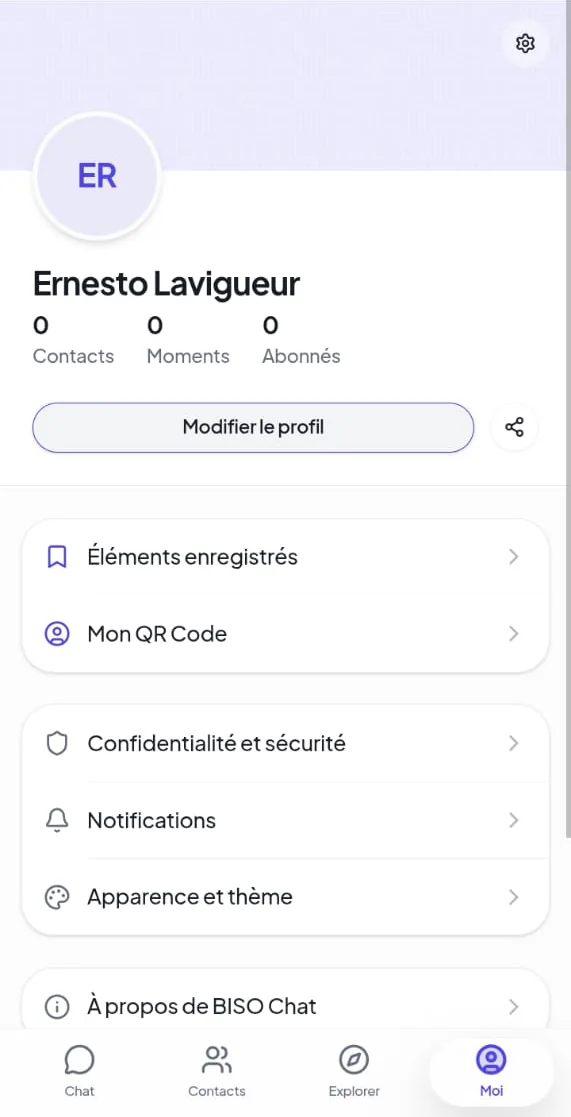 ER
Ernesto Lavigueur
0 0 0
Contacts Moments Abonnés
Modifier le profil
Éléments enregistrés
Mon QR Code
Confidentialité et sécurité
Notifications
Apparence et thème
À propos de BISO Chat
Chat Contacts Explorer Moi